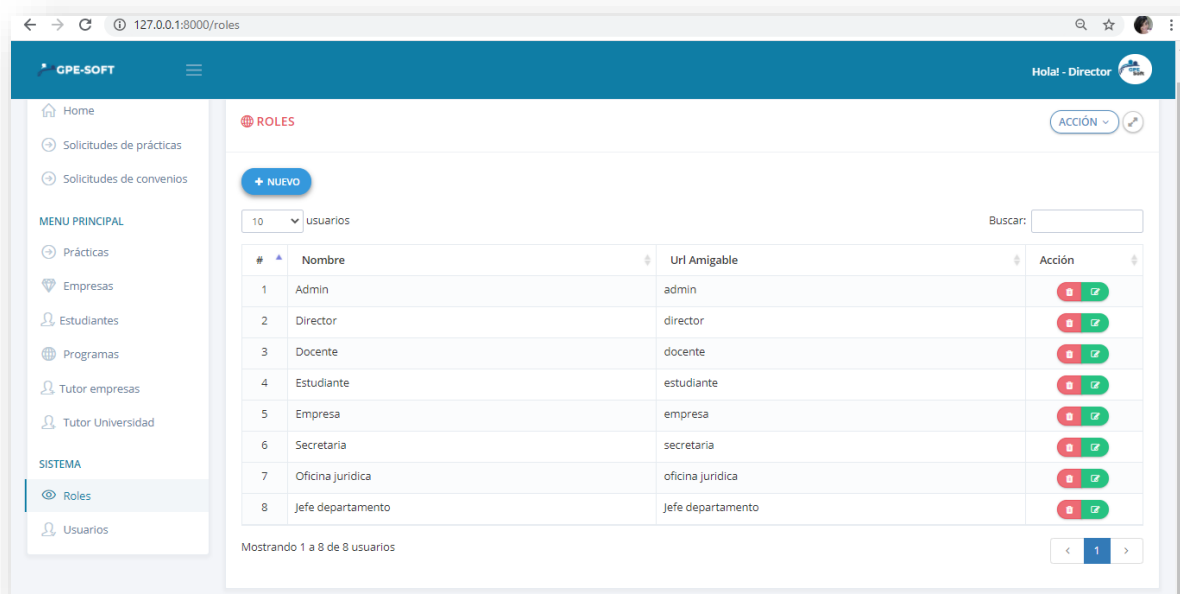 127.0.0.1:8000/roles
GPE-SOFT
Hola! - Director
Home
Solicitudes de prácticas
Solicitudes de convenios
MENU PRINCIPAL
Prácticas
Empresas
Estudiantes
Programas
Tutor empresas
Tutor Universidad
SISTEMA
Roles
Usuarios
ROLES
ACCIÓN
+ NUEVO
10 usuarios
Buscar:
# Nombre Url Amigable Acción
1 Admin admin
2 Director director
3 Docente docente
4 Estudiante estudiante
5 Empresa empresa
6 Secretaria secretaria
7 Oficina juridica oficina juridica
8 Jefe departamento Jefe departamento
Mostrando 1 a 8 de 8 usuarios
< 1 >